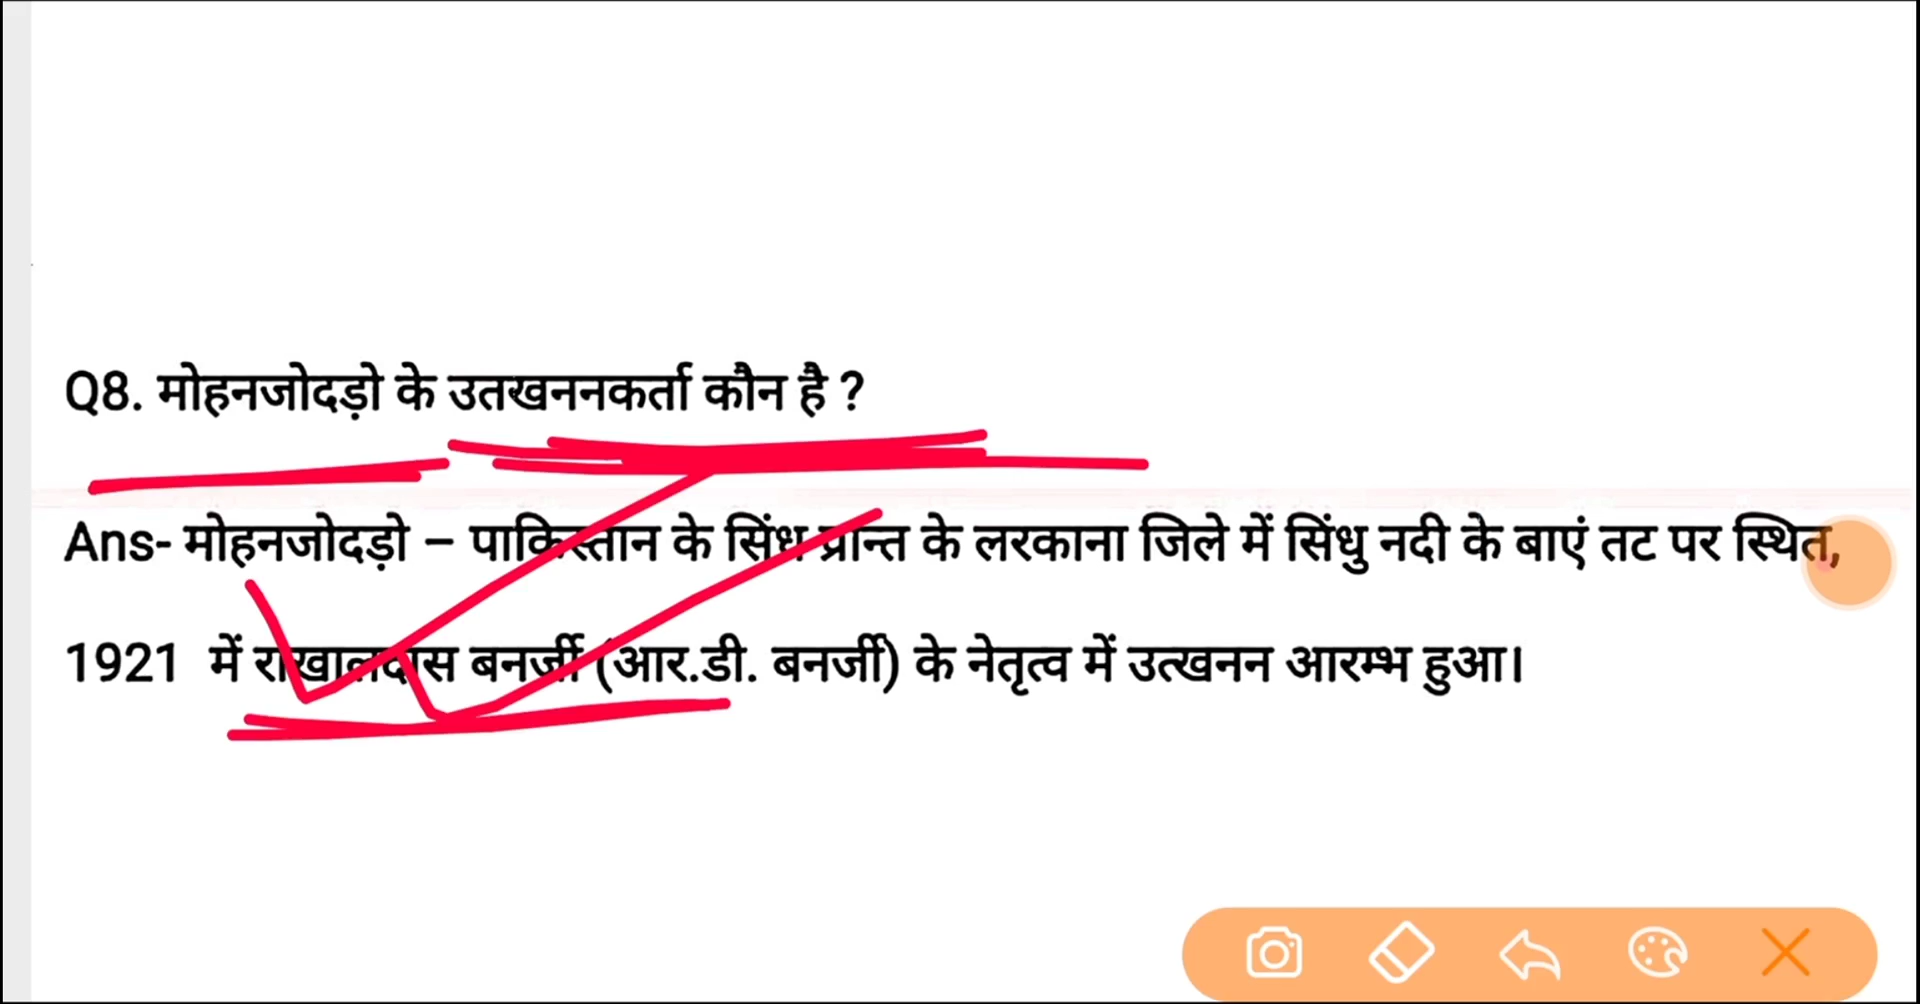 Q8. मोहनजोदड़ो के उतखननकर्ता कौन है ?
Ans- मोहनजोदड़ो – पाकिस्तान के सिंध प्रान्त के लरकाना जिले में सिंधु नदी के बाएं तट पर स्थित,
1921 में राखालदास बनर्जी (आर.डी. बनर्जी) के नेतृत्व में उत्खनन आरम्भ हुआ।